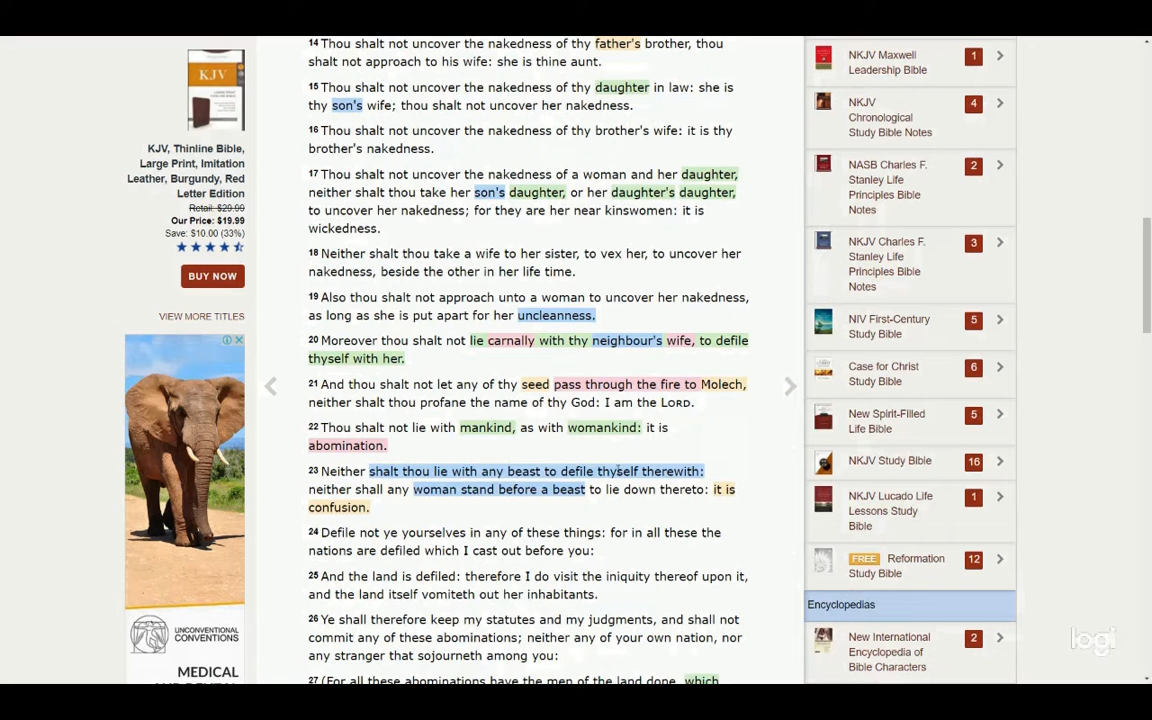 KJV
KJV, Thinline Bible,
Large Print, Imitation
Leather, Burgundy, Red
Letter Edition
Retail: $29.99
Our Price: $19.99
Save: $10.00 (33%)
BUY NOW
VIEW MORE TITLES
UNCONVENTIONAL
CONVENTIONS
MEDICAL
14 Thou shalt not uncover the nakedness of thy father's brother, thou
shalt not approach to his wife: she is thine aunt.
15 Thou shalt not uncover the nakedness of thy daughter in law: she is
thy son's wife; thou shalt not uncover her nakedness.
16 Thou shalt not uncover the nakedness of thy brother's wife: it is thy
brother's nakedness.
17 Thou shalt not uncover the nakedness of a woman and her daughter,
neither shalt thou take her son's daughter, or her daughter's daughter,
to uncover her nakedness; for they are her near kinswomen: it is
wickedness.
18 Neither shalt thou take a wife to her sister, to vex her, to uncover her
nakedness, beside the other in her life time.
19 Also thou shalt not approach unto a woman to uncover her nakedness,
as long as she is put apart for her uncleanness.
20 Moreover thou shalt not lie carnally with thy neighbour's wife, to defile
thyself with her.
21 And thou shalt not let any of thy seed pass through the fire to Molech,
neither shalt thou profane the name of thy God: I am the LORD.
22 Thou shalt not lie with mankind, as with womankind: it is
abomination.
23 Neither shalt thou lie with any beast to defile thyself therewith:
neither shall any woman stand before a beast to lie down thereto: it is
confusion.
24 Defile not ye yourselves in any of these things: for in all these the
nations are defiled which I cast out before you:
25 And the land is defiled: therefore I do visit the iniquity thereof upon it,
and the land itself vomiteth out her inhabitants.
26 Ye shall therefore keep my statutes and my judgments, and shall not
commit any of these abominations; neither any of your own nation, nor
any stranger that sojourneth among you:
27 (For all these abominations have the men of the land done, which
NKJV Maxwell 1
Leadership Bible
NKJV 4
Chronological
Study Bible Notes
NASB Charles F. 2
Stanley Life
Principles Bible
Notes
NKJV Charles F. 3
Stanley Life
Principles Bible
Notes
NIV First-Century 5
Study Bible
Case for Christ 6
Study Bible
New Spirit-Filled 5
Life Bible
NKJV Study Bible 16
NKJV Lucado Life 1
Lessons Study
Bible
FREE Reformation 12
Study Bible
Encyclopedias
New International 2
Encyclopedia of
Bible Characters
logi